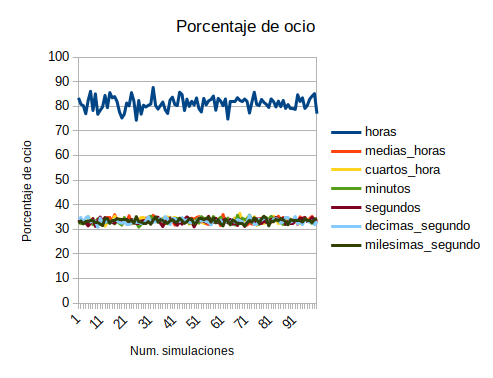 Porcentaje de ocio
100
90
80
70
60
50
40
30
20
10
0
Porcentaje de ocio
1
11
21
31
41
51
61
71
81
91
Num. simulaciones
horas
medias_horas
cuartos_hora
minutos
segundos
decimas_segundo
milesimas_segundo